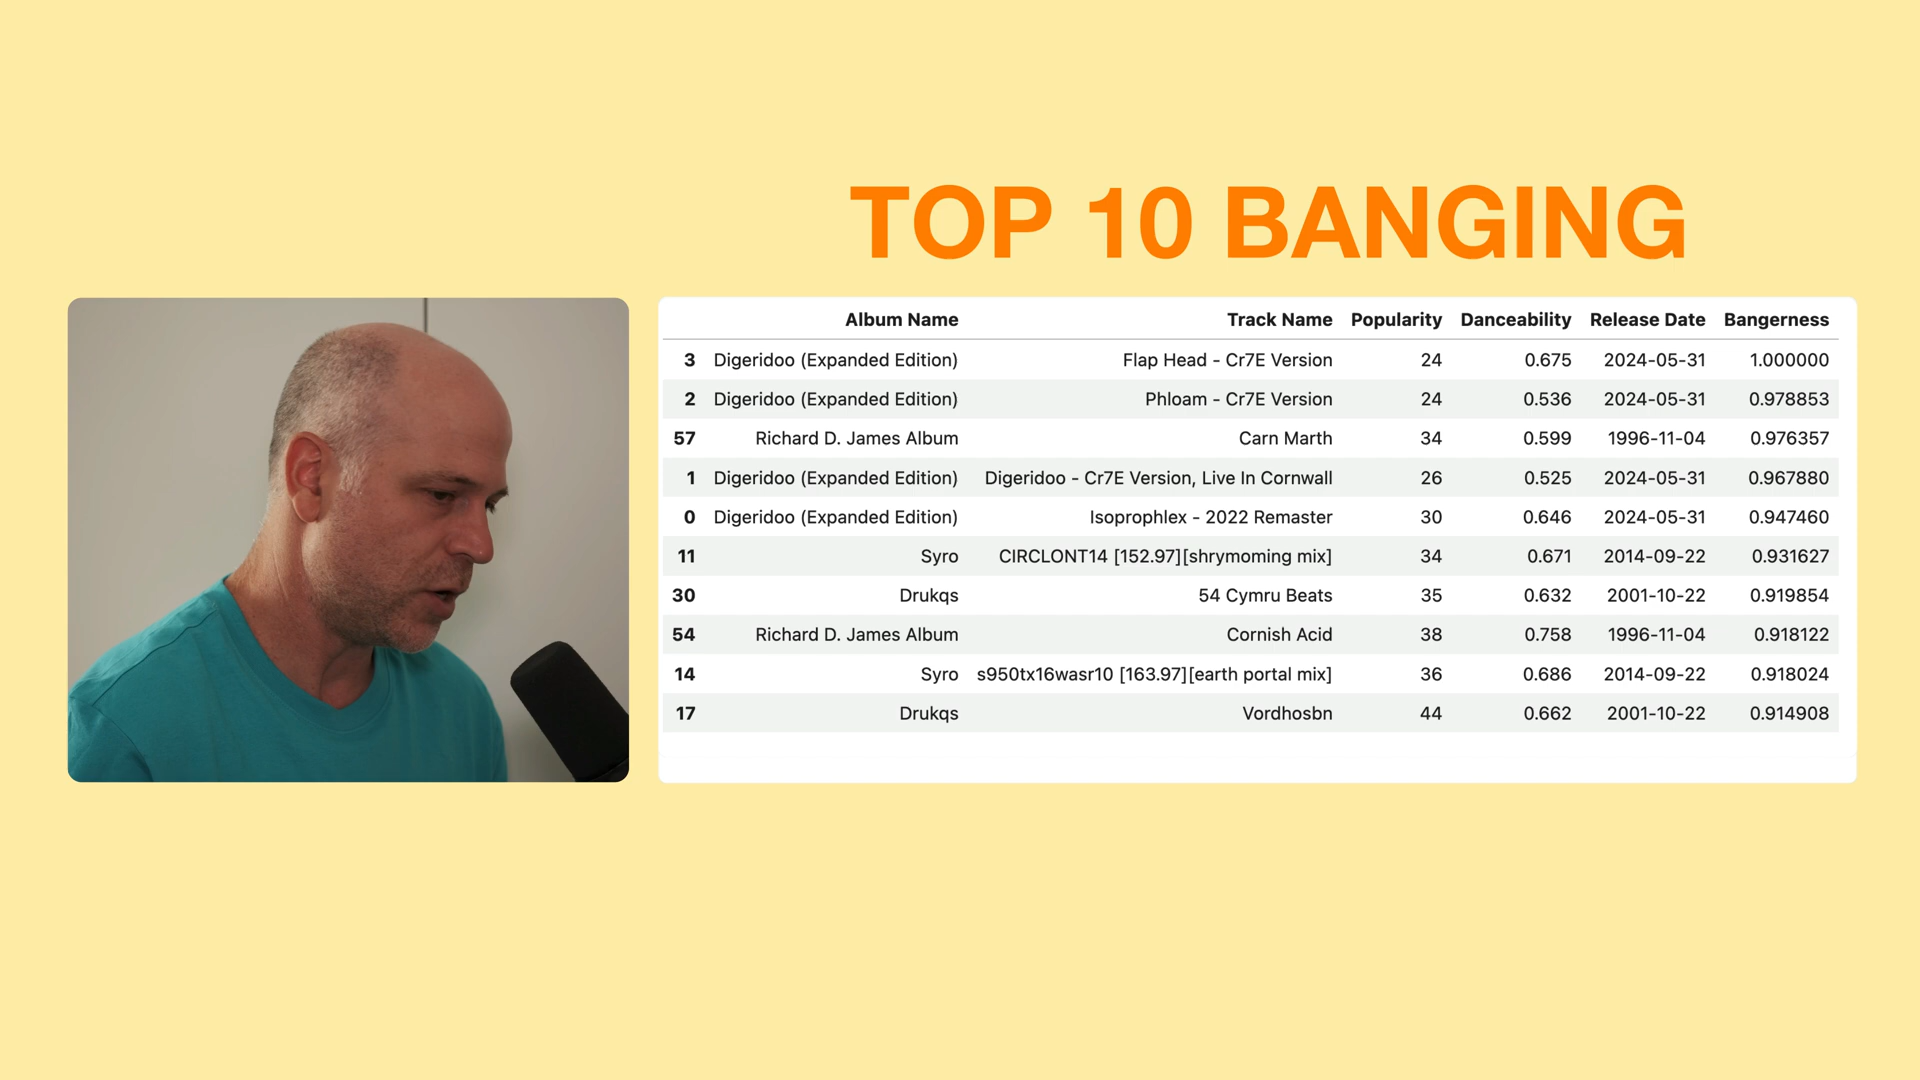 TOP 10 BANGING
Album Name Track Name Popularity Danceability Release Date Bangerness
3 Digeridoo (Expanded Edition) Flap Head - Cr7E Version 24 0.675 2024-05-31 1.000000
2 Digeridoo (Expanded Edition) Phloam - Cr7E Version 24 0.536 2024-05-31 0.978853
57 Richard D. James Album Carn Marth 34 0.599 1996-11-04 0.976357
1 Digeridoo (Expanded Edition) Digeridoo - Cr7E Version, Live In Cornwall 26 0.525 2024-05-31 0.967880
0 Digeridoo (Expanded Edition) Isoprophlex - 2022 Remaster 30 0.646 2024-05-31 0.947460
11 Syro CIRCLONT14 [152.97][shrymoming mix] 34 0.671 2014-09-22 0.931627
30 Drukqs 54 Cymru Beats 35 0.632 2001-10-22 0.919854
54 Richard D. James Album Cornish Acid 38 0.758 1996-11-04 0.918122
14 Syro s950tx16wasr10 [163.97][earth portal mix] 36 0.686 2014-09-22 0.918024
17 Drukqs Vordhosbn 44 0.662 2001-10-22 0.914908